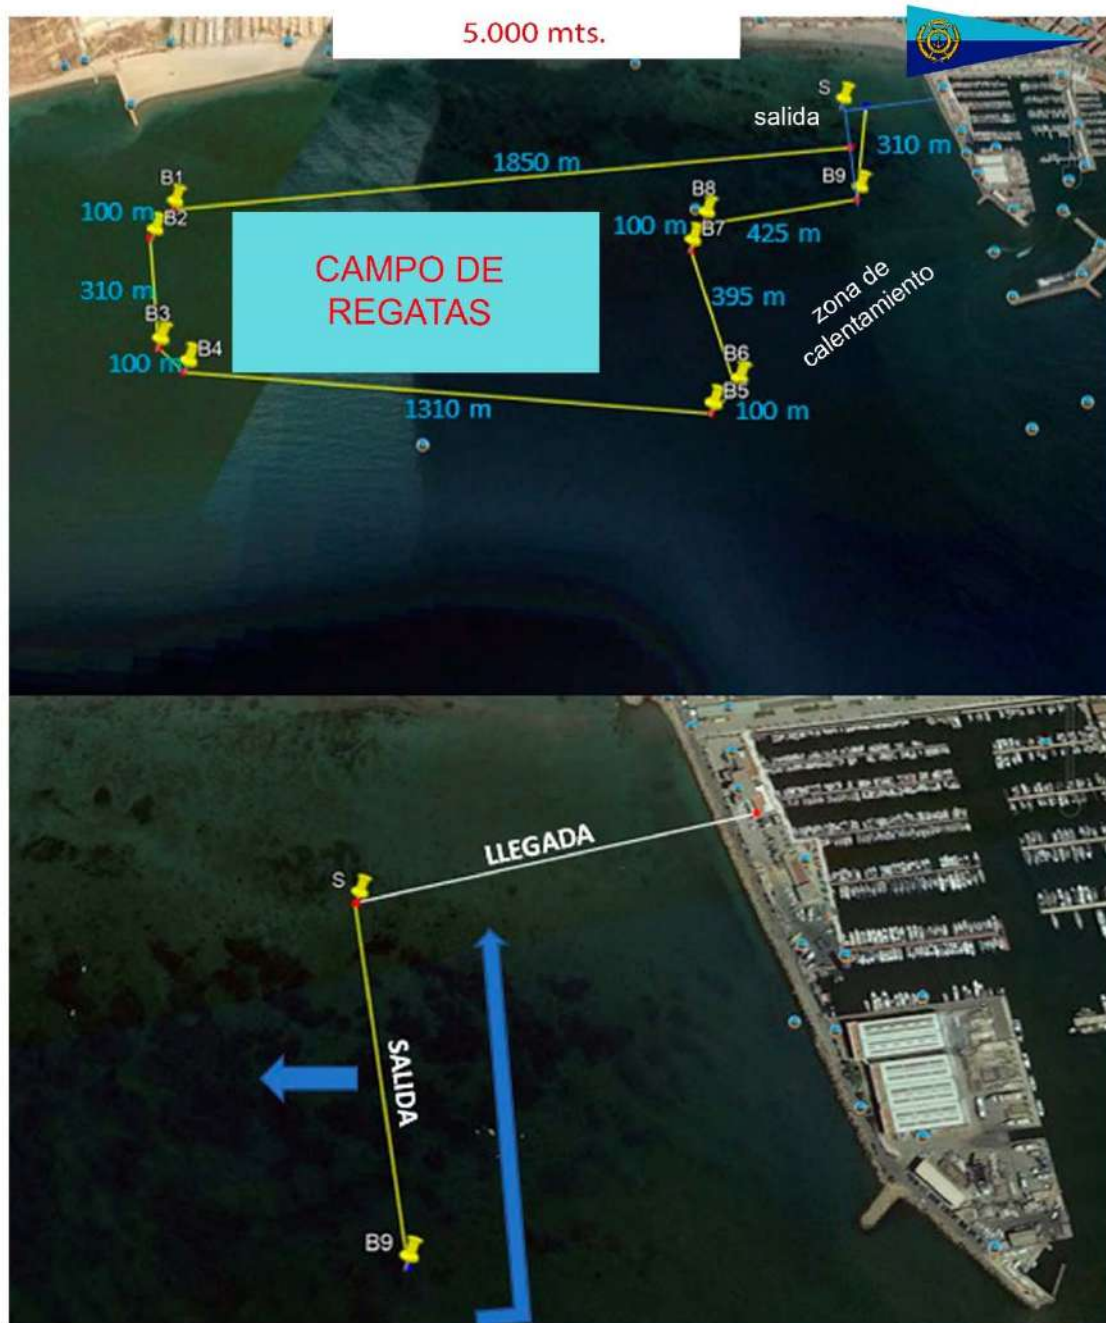 5.000 mts.
S
salida
310 m
1850 m
B1
B9
B8
100 m
B2
100 m
B7
425 m
CAMPO DE
REGATAS
310 m
395 m
zona de
calentamiento
B3
B4
100 m
B6
B5
1310 m
100 m
LLEGADA
S
SALIDA
B9